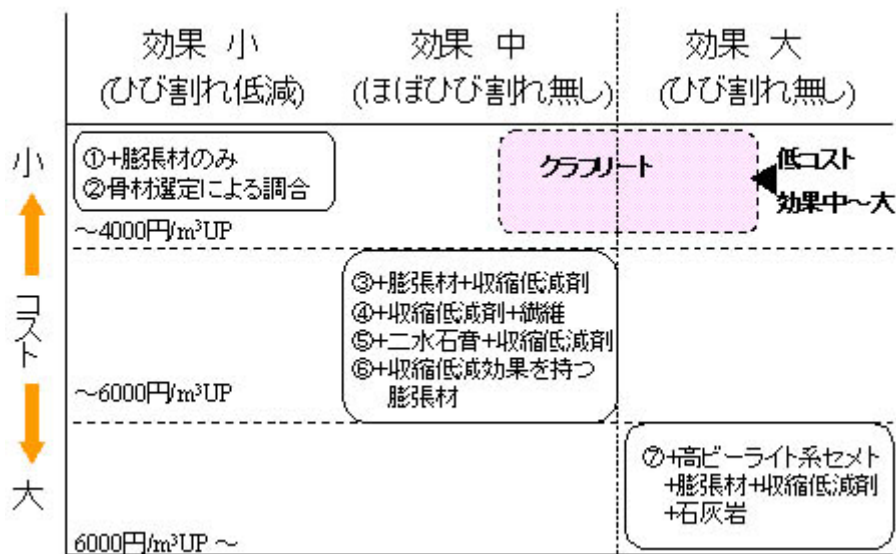 効果 小
(ひび割れ低減)
効果 中
(ほぼひび割れ無し)
効果 大
(ひび割れ無し)
小
コスト
大
①+膨張材のみ
②骨材選定による調合
～4000円/m³UP
クラフリート
低コスト
効果中～大
③+膨張材+収縮低減剤
④+収縮低減剤+繊維
⑤+二水石膏+収縮低減剤
⑥+収縮低減効果を持つ
膨張材
～6000円/m³UP
⑦+高ビーライト系セメト
+膨張材+収縮低減剤
+石灰岩
6000円/m³UP ～